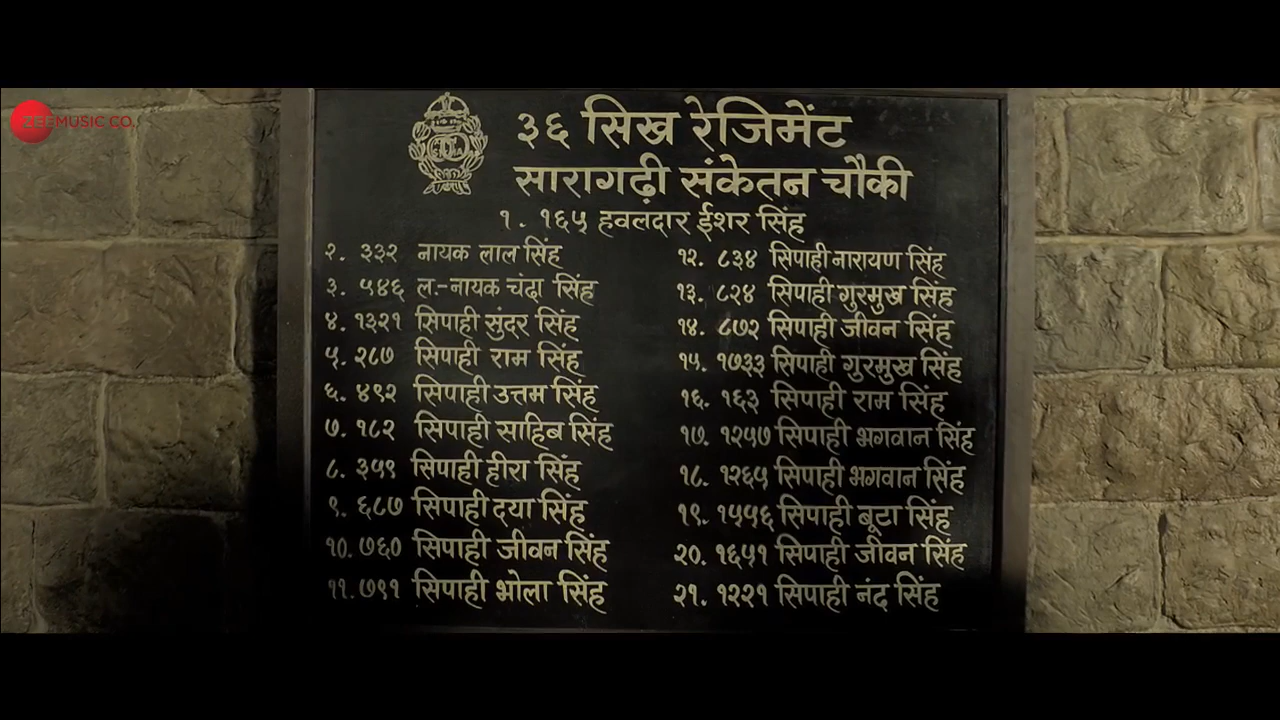 ZEE MUSIC CO.
३६ सिख रेजिमेंट
सारागढ़ी संकेतन चौकी
१. १६५ हवलदार ईशर सिंह
२. ३३२ नायक लाल सिंह
३. ५४६ ल.-नायक चंदा सिंह
४. १३२१ सिपाही सुंदर सिंह
५. २८७ सिपाही राम सिंह
६. ४९२ सिपाही उत्तम सिंह
७. १८२ सिपाही साहिब सिंह
८. ३५९ सिपाही हीरा सिंह
९. ६८७ सिपाही दया सिंह
१०. ७६० सिपाही जीवन सिंह
११. ७९१ सिपाही भोला सिंह
१२. ८३४ सिपाही नारायण सिंह
१३. ८२४ सिपाही गुरमुख सिंह
१४. ८७२ सिपाही जीवन सिंह
१५. १७३३ सिपाही गुरमुख सिंह
१६. १६३ सिपाही राम सिंह
१७. १२५७ सिपाही भगवान सिंह
१८. १२६५ सिपाही भगवान सिंह
१९. १५५६ सिपाही बूटा सिंह
२०. १६५१ सिपाही जीवन सिंह
२१. १२२१ सिपाही नंद सिंह